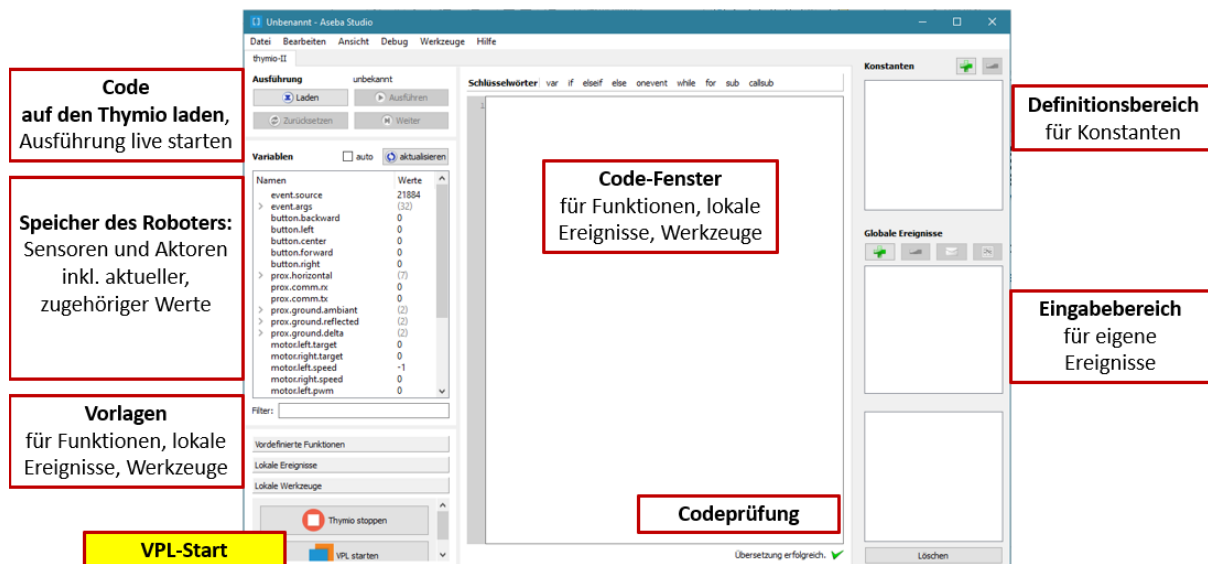 Unbenannt - Aseba Studio
Datei Bearbeiten Ansicht Debug Werkzeuge Hilfe
thymio-II
Code
auf den Thymio laden,
Ausführung live starten
Ausführung unbekannt
Laden Ausführen
Zurücksetzen Weiter
Speicher des Roboters:
Sensoren und Aktoren
inkl. aktueller,
zugehöriger Werte
Variablen auto aktualisieren
Namen Werte
event.source 21884
> event.args (32)
button.backward 0
button.left 0
button.center 0
button.forward 0
button.right 0
> prox.horizontal (7)
prox.comm.rx 0
prox.comm.tx 0
> prox.ground.ambiant (2)
> prox.ground.reflected (2)
> prox.ground.delta (2)
motor.left.target 0
motor.right.target 0
motor.left.speed -1
motor.right.speed 0
motor.left.pwm 0
Filter:
Vorlagen
für Funktionen, lokale
Ereignisse, Werkzeuge
Vordefinierte Funktionen
Lokale Ereignisse
Lokale Werkzeuge
Thymio stoppen
VPL-Start
VPL starten
Schlüsselwörter var if elseif else onevent while for sub callsub
1
Code-Fenster
für Funktionen, lokale
Ereignisse, Werkzeuge
Codeprüfung
Übersetzung erfolgreich.
Konstanten
Definitionsbereich
für Konstanten
Globale Ereignisse
Eingabebereich
für eigene
Ereignisse
Löschen